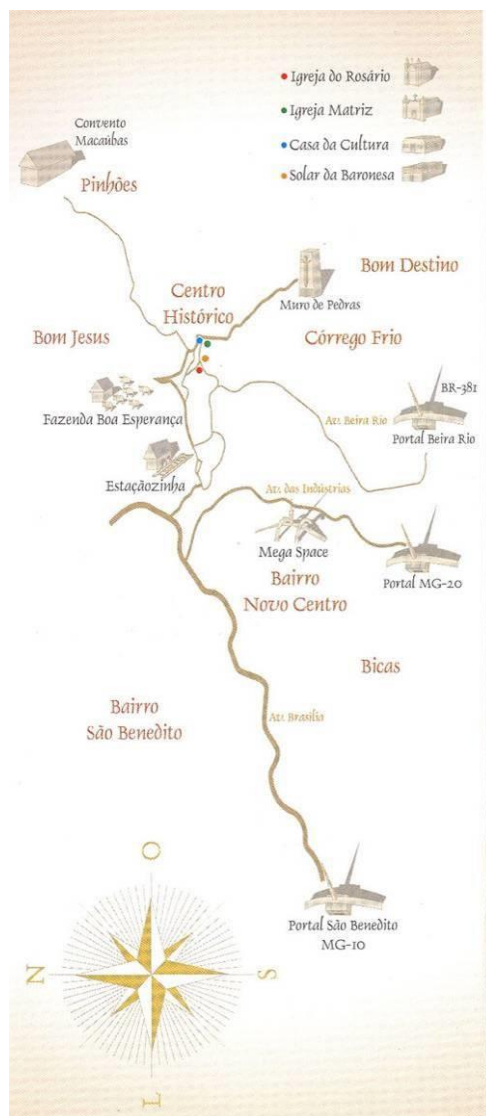 Igreja do Rosário
Igreja Matriz
Casa da Cultura
Solar da Baronesa
Convento
Macaúbas
Pinhões
Bom Destino
Centro
Histórico
Muro de Pedras
Bom Jesus
Córrego Frio
BR-381
Fazenda Boa Esperança
Av. Beira Rio
Portal Beira Rio
Estaçãozinha
Av. das Indústrias
Mega Space
Portal MG-20
Bairro
Novo Centro
Bicas
Bairro
São Benedito
Av. Brasília
O
N
S
L
Portal São Benedito
MG-10